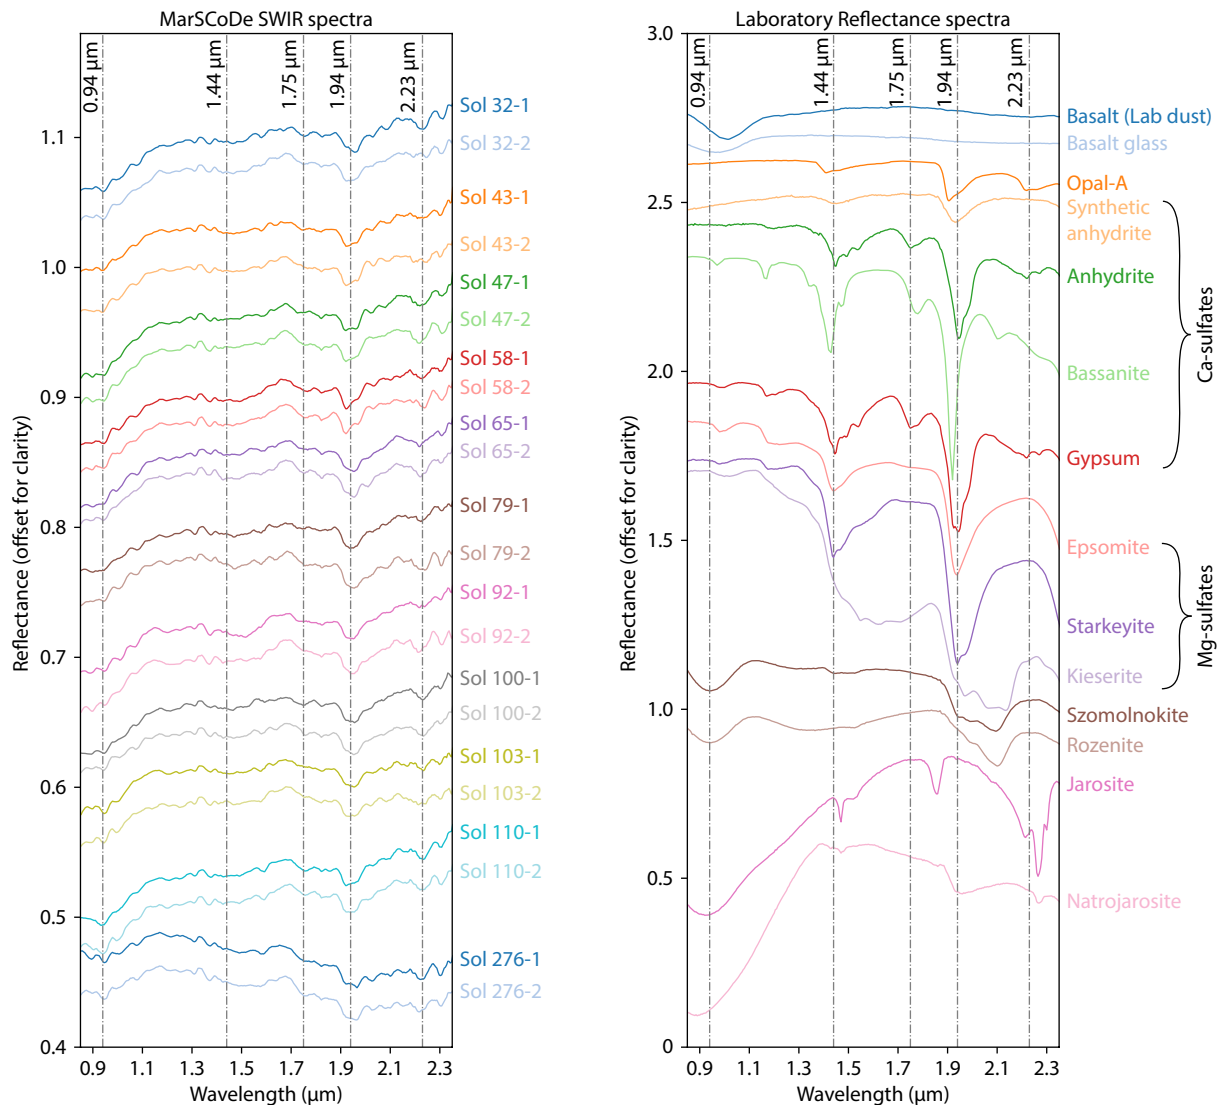 MarSCoDe SWIR spectra
0.94 µm
1.44 µm
1.75 µm
1.94 µm
2.23 µm
1.1
1.0
0.9
0.8
0.7
0.6
0.5
0.4
Reflectance (offset for clarity)
Sol 32-1
Sol 32-2
Sol 43-1
Sol 43-2
Sol 47-1
Sol 47-2
Sol 58-1
Sol 58-2
Sol 65-1
Sol 65-2
Sol 79-1
Sol 79-2
Sol 92-1
Sol 92-2
Sol 100-1
Sol 100-2
Sol 103-1
Sol 103-2
Sol 110-1
Sol 110-2
Sol 276-1
Sol 276-2
0.9 1.1 1.3 1.5 1.7 1.9 2.1 2.3
Wavelength (µm)
Laboratory Reflectance spectra
0.94 µm
1.44 µm
1.75 µm
1.94 µm
2.23 µm
3.0
2.5
2.0
1.5
1.0
0.5
0
Reflectance (offset for clarity)
Basalt (Lab dust)
Basalt glass
Opal-A
Synthetic
anhydrite
Anhydrite
Bassanite
Gypsum
Epsomite
Starkeyite
Kieserite
Szomolnokite
Rozenite
Jarosite
Natrojarosite
Ca-sulfates
Mg-sulfates
0.9 1.1 1.3 1.5 1.7 1.9 2.1 2.3
Wavelength (µm)